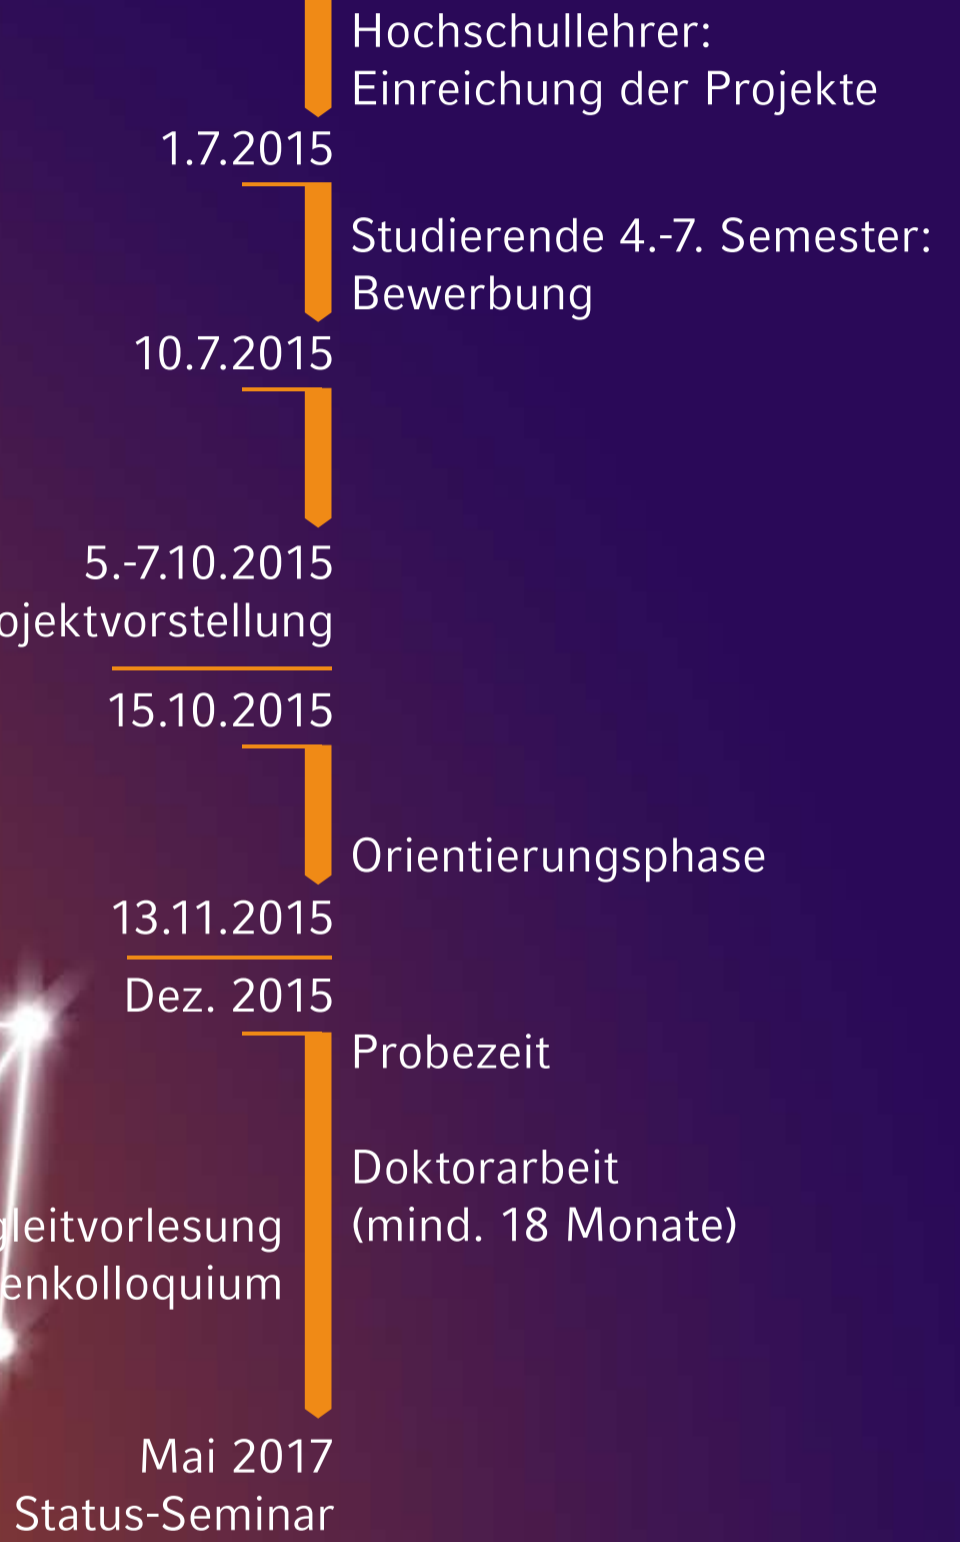 Hochschullehrer:
Einreichung der Projekte
1.7.2015
Studierende 4.-7. Semester:
Bewerbung
10.7.2015
5.-7.10.2015
ojektvorstellung
15.10.2015
Orientierungsphase
13.11.2015
Dez. 2015
Probezeit
Doktorarbeit
(mind. 18 Monate)
gleitvorlesung
enkolloquium
Mai 2017
Status-Seminar